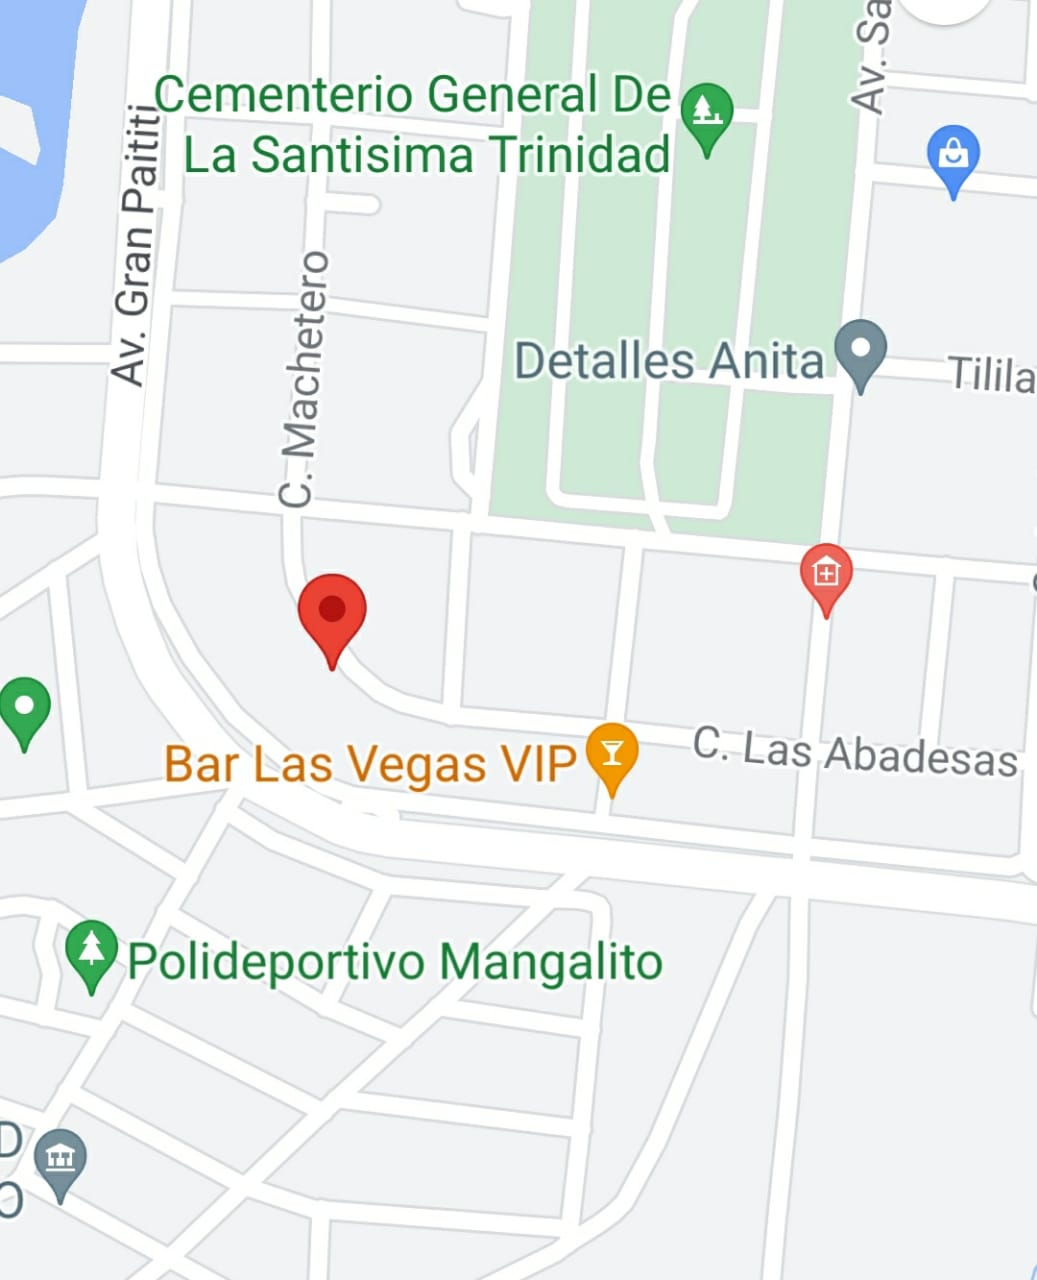 Av. Sa
Cementerio General De
La Santisima Trinidad
Av. Gran Paititi
C. Machetero
Detalles Anita
Tilila
C. Las Abadesas
Bar Las Vegas VIP
Polideportivo Mangalito
D
O